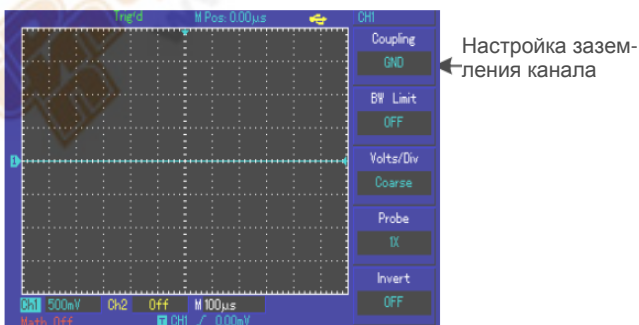 Trig'd M Pos: 0.00µs CH1
Coupling
GND
Настройка зазем-
ления канала
BW Limit
OFF
1
Volts/Div
Coarse
Probe
1X
Invert
OFF
Ch1 500mV Ch2 Off M 100µs
Math Off T CH1 / 0.00mV